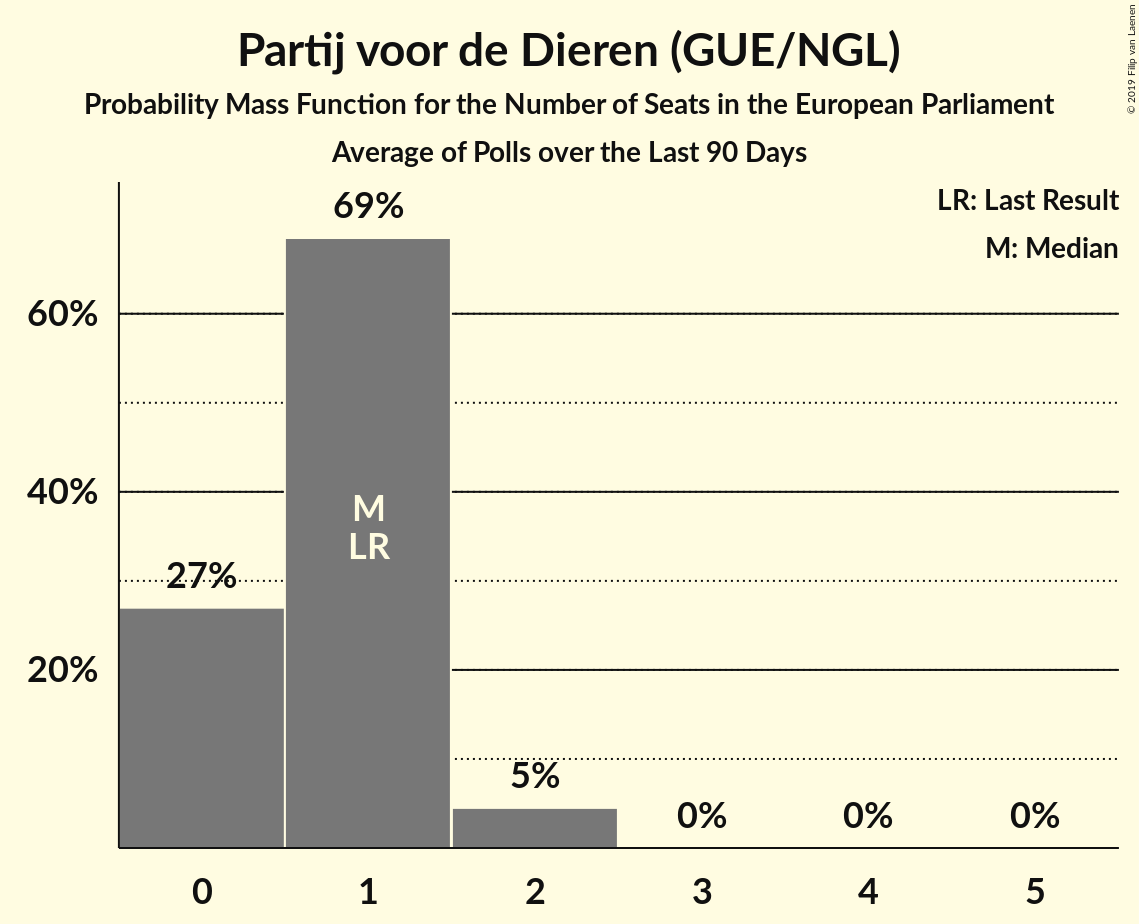 Partij voor de Dieren (GUE/NGL)
Probability Mass Function for the Number of Seats in the European Parliament
Average of Polls over the Last 90 Days
© 2019 Filip van Laenen
LR: Last Result
M: Median
69%
60%
40%
M
LR
27%
20%
5%
0%
0%
0%
0
1
2
3
4
5